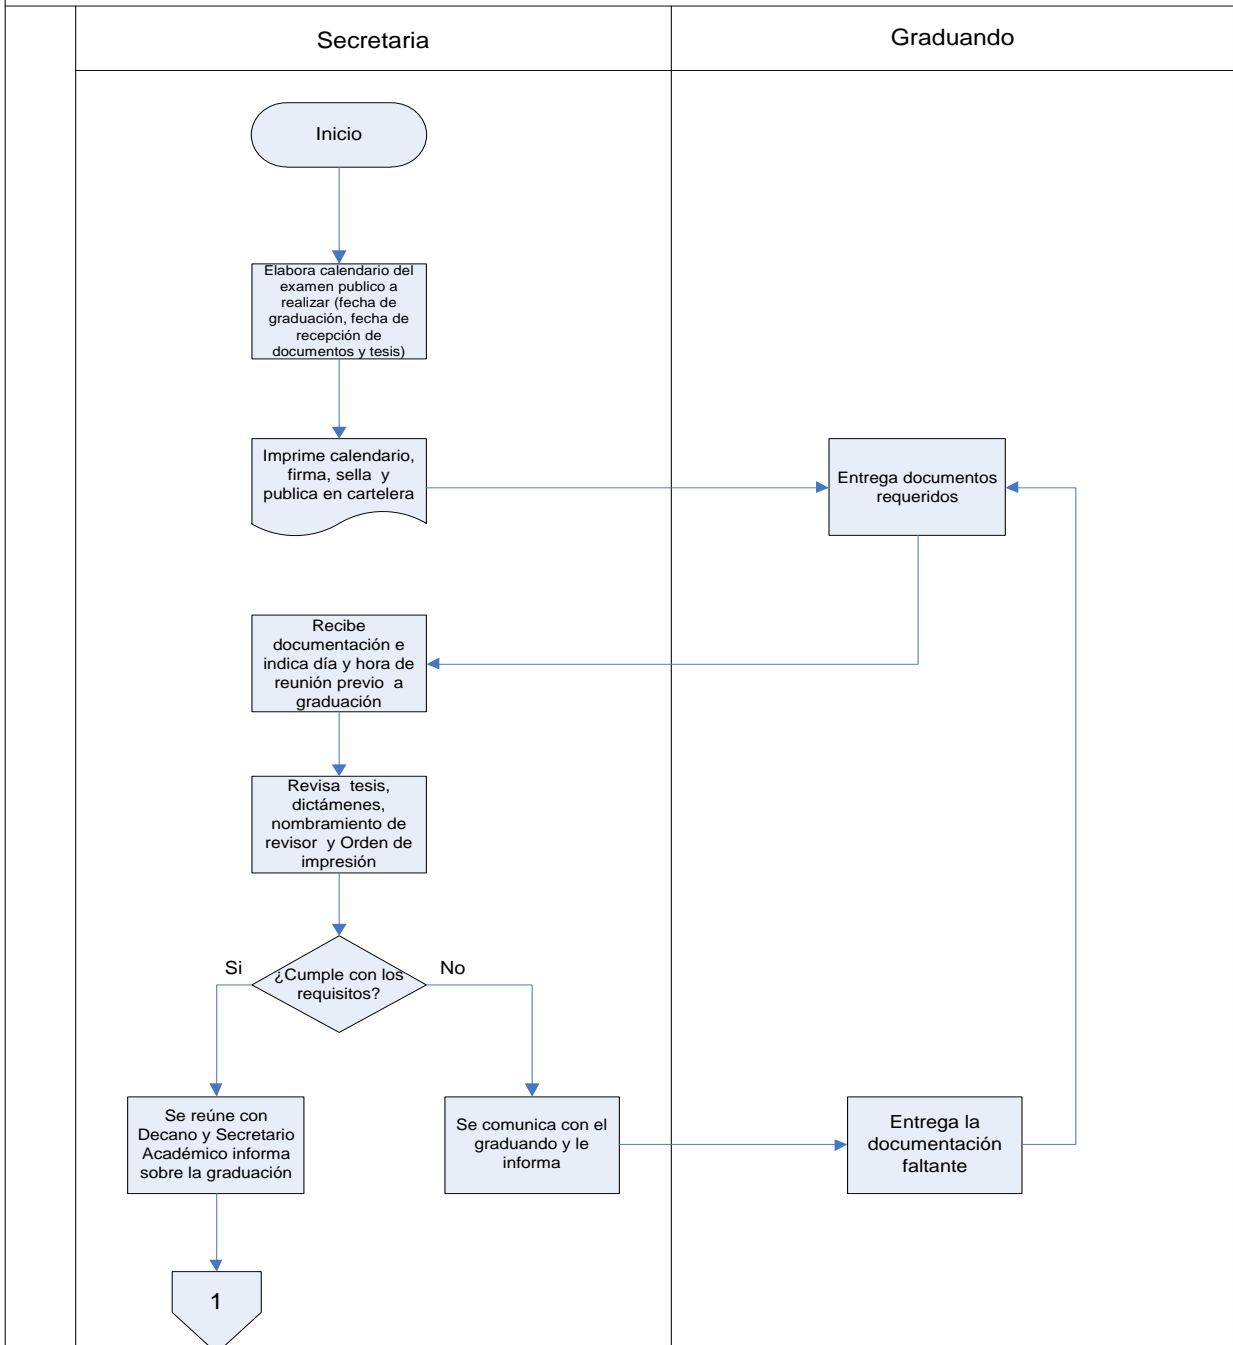 Secretaria
Graduando
Inicio
Elabora calendario del
examen publico a
realizar (fecha de
graduación, fecha de
recepción de
documentos y tesis)
Imprime calendario,
firma, sella y
publica en cartelera
Entrega documentos
requeridos
Recibe
documentación e
indica día y hora de
reunión previo a
graduación
Revisa tesis,
dictámenes,
nombramiento de
revisor y Orden de
impresión
¿Cumple con los
requisitos?
Si
No
Se reúne con
Decano y Secretario
Académico informa
sobre la graduación
Se comunica con el
graduando y le
informa
Entrega la
documentación
faltante
1